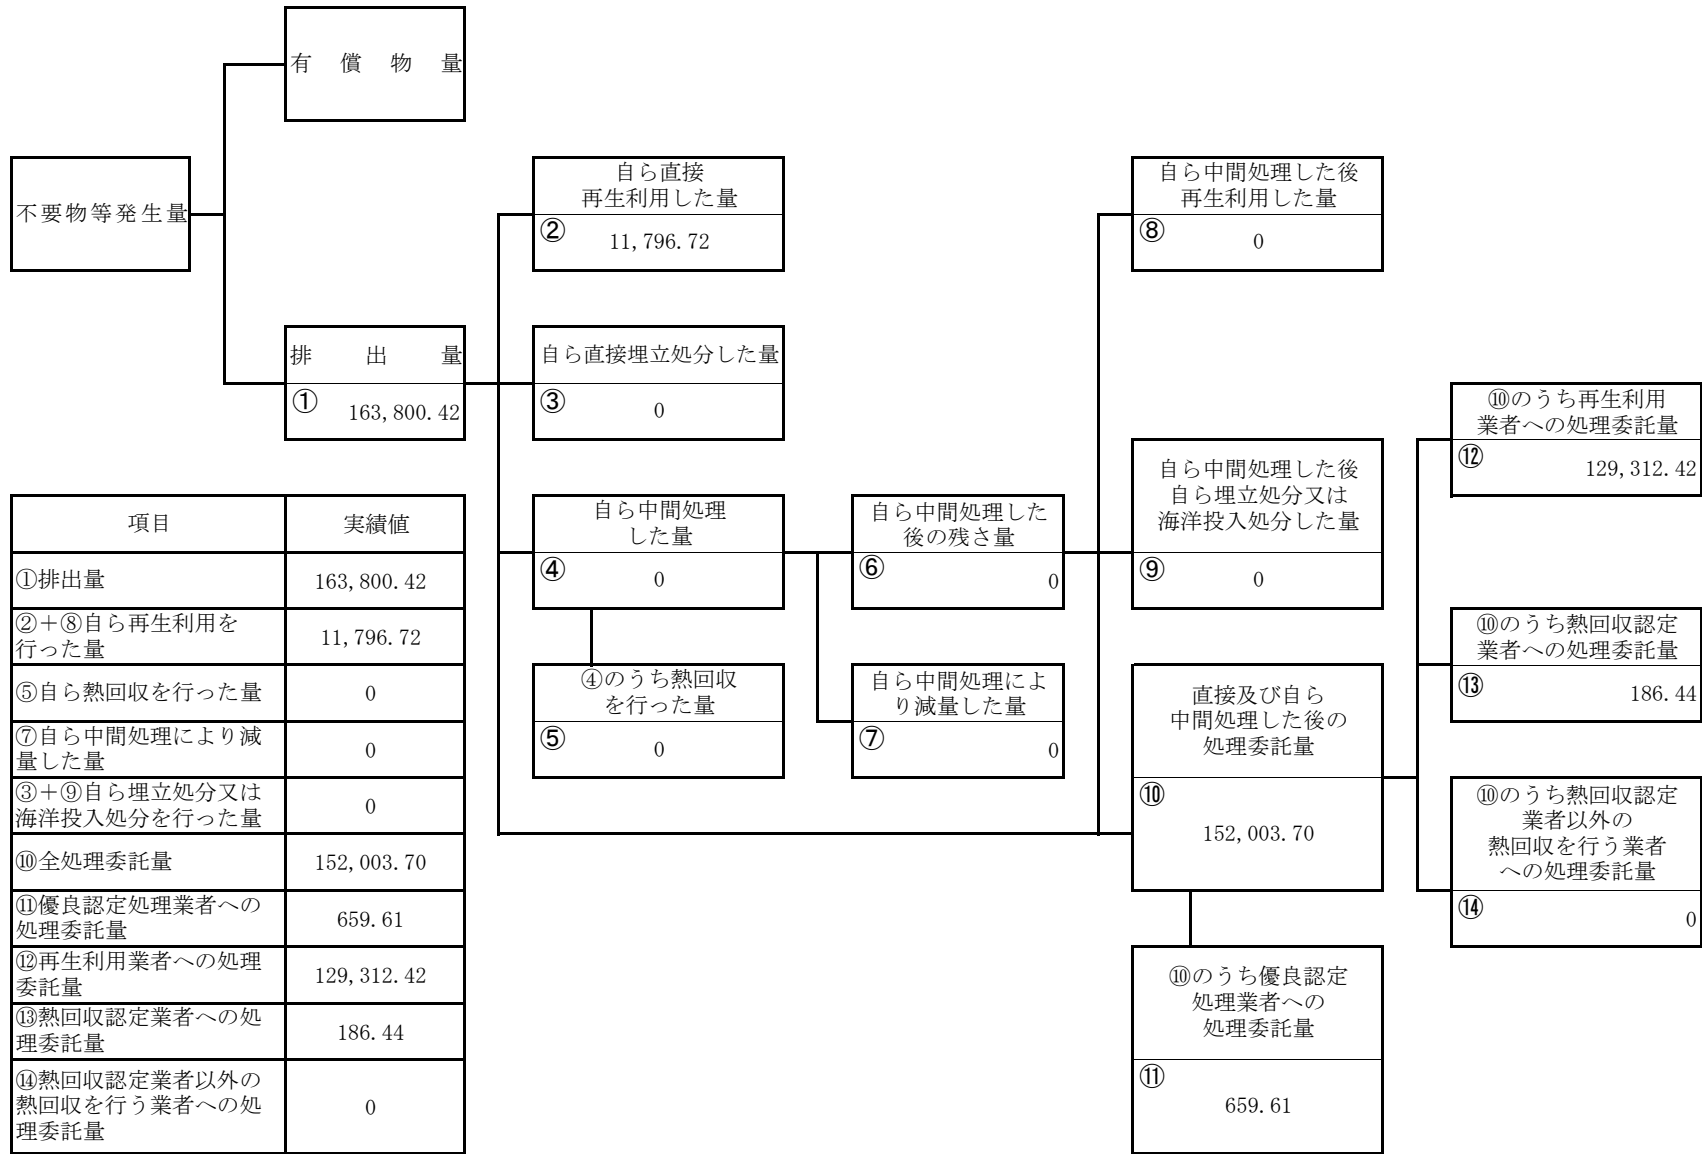 有償物量
不要物等発生量
排出量
①
163,800.42
自ら直接
再生利用した量
②
11,796.72
自ら直接埋立処分した量
③
0
自ら中間処理
した量
④
0
④のうち熱回収
を行った量
⑤
0
自ら中間処理した
後の残さ量
⑥
0
自ら中間処理によ
り減量した量
⑦
0
自ら中間処理した後
再生利用した量
⑧
0
自ら中間処理した後
自ら埋立処分又は
海洋投入処分した量
⑨
0
直接及び自ら
中間処理した後の
処理委託量
⑩
152,003.70
⑩のうち優良認定
処理業者への
処理委託量
⑪
659.61
⑩のうち再生利用
業者への処理委託量
⑫
129,312.42
⑩のうち熱回収認定
業者への処理委託量
⑬
186.44
⑩のうち熱回収認定
業者以外の
熱回収を行う業者
への処理委託量
⑭
0
項目 実績値
①排出量 163,800.42
②＋⑧自ら再生利用を
行った量 11,796.72
⑤自ら熱回収を行った量 0
⑦自ら中間処理により減
量した量 0
③＋⑨自ら埋立処分又は
海洋投入処分を行った量 0
⑩全処理委託量 152,003.70
⑪優良認定処理業者への
処理委託量 659.61
⑫再生利用業者への処理
委託量 129,312.42
⑬熱回収認定業者への処
理委託量 186.44
⑭熱回収認定業者以外の
熱回収を行う業者への処
理委託量 0